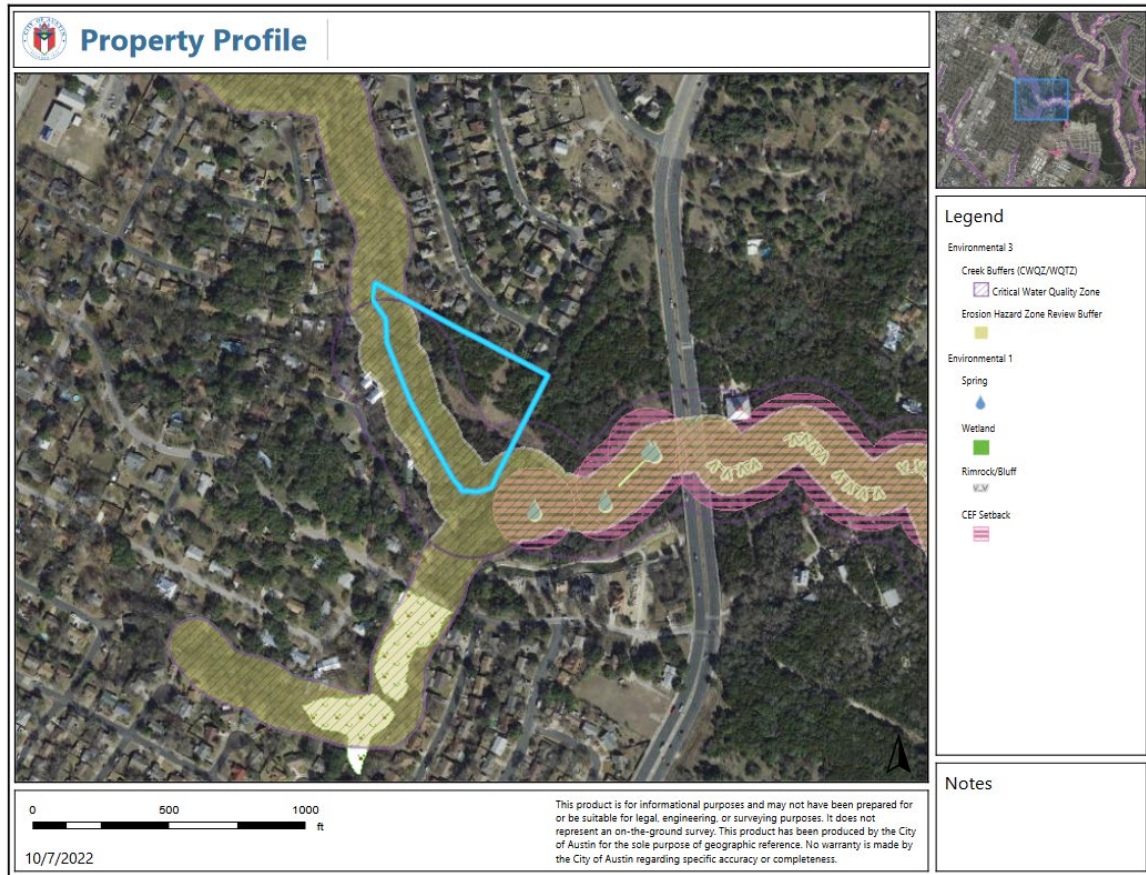 CITY OF AUSTIN
Property Profile
Legend
Environmental 3
Creek Buffers (CWQZ/WQTZ)
Critical Water Quality Zone
Erosion Hazard Zone Review Buffer
Environmental 1
Spring
Wetland
Rimrock/Bluff
CEF Setback
Notes
0 500 1000
ft
10/7/2022
This product is for informational purposes and may not have been prepared for
or be suitable for legal, engineering, or surveying purposes. It does not
represent an on-the-ground survey. This product has been produced by the City
of Austin for the sole purpose of geographic reference. No warranty is made by
the City of Austin regarding specific accuracy or completeness.